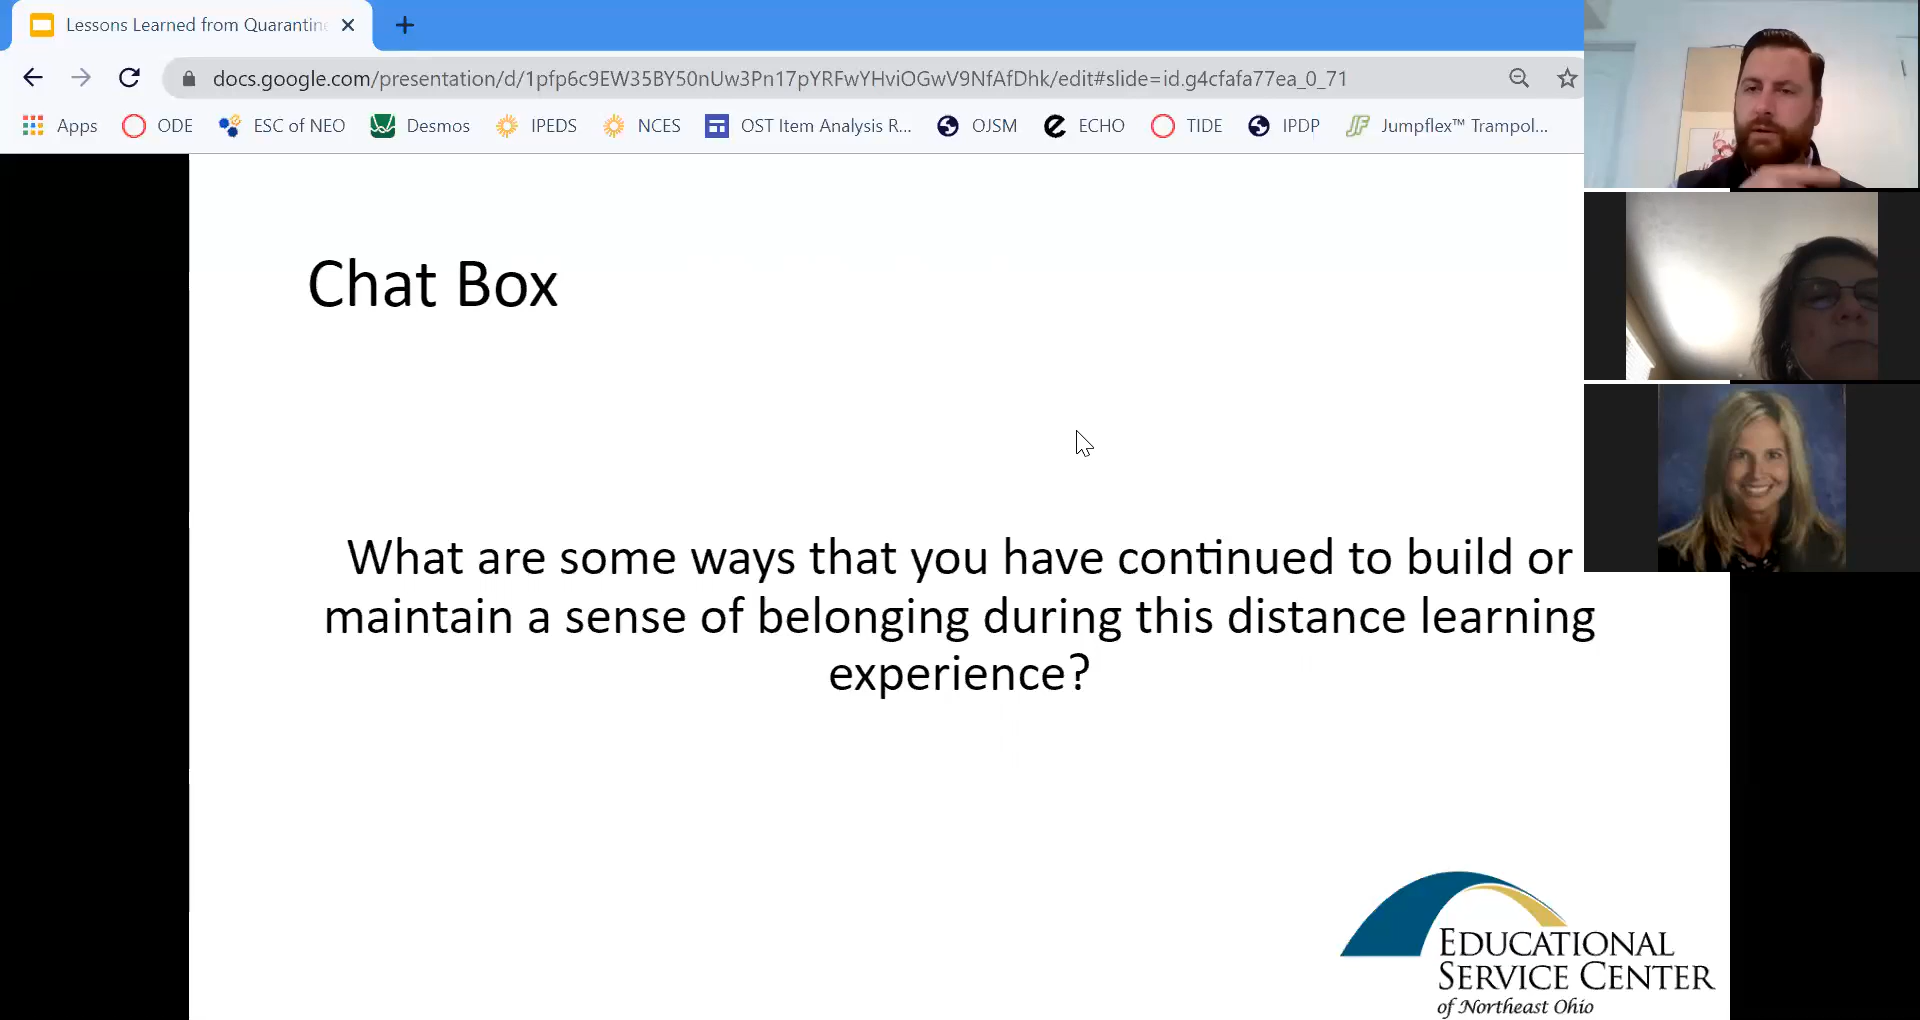 Lessons Learned from Quarantin
docs.google.com/presentation/d/1pfp6c9EW35BY50nUw3Pn17pYRFwYHviOGwV9NfAfDhk/edit#slide=id.g4cfafa77ea_0_71
Apps ODE ESC of NEO Desmos IPEDS NCES OST Item Analysis R... OJSM ECHO TIDE IPDP Jumpflex™ Trampol...
Chat Box
What are some ways that you have continued to build or
maintain a sense of belonging during this distance learning
experience?
EDUCATIONAL
SERVICE CENTER
of Northeast Ohio